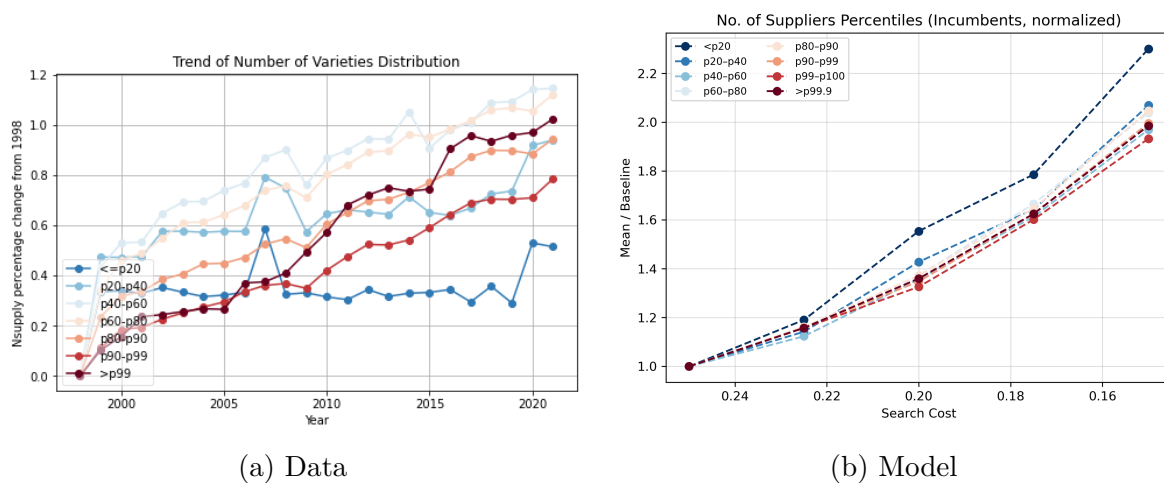 Trend of Number of Varieties Distribution
Nsupply percentage change from 1998
1.2
1.0
0.8
0.6
0.4
0.2
0.0
<=p20
p20-p40
p40-p60
p60-p80
p80-p90
p90-p99
>p99
2000 2005 2010 2015 2020
Year
(a) Data
No. of Suppliers Percentiles (Incumbents, normalized)
Mean / Baseline
2.2
2.0
1.8
1.6
1.4
1.2
1.0
<p20
p20–p40
p40–p60
p60–p80
p80–p90
p90–p99
p99–p100
>p99.9
0.24 0.22 0.20 0.18 0.16
Search Cost
(b) Model